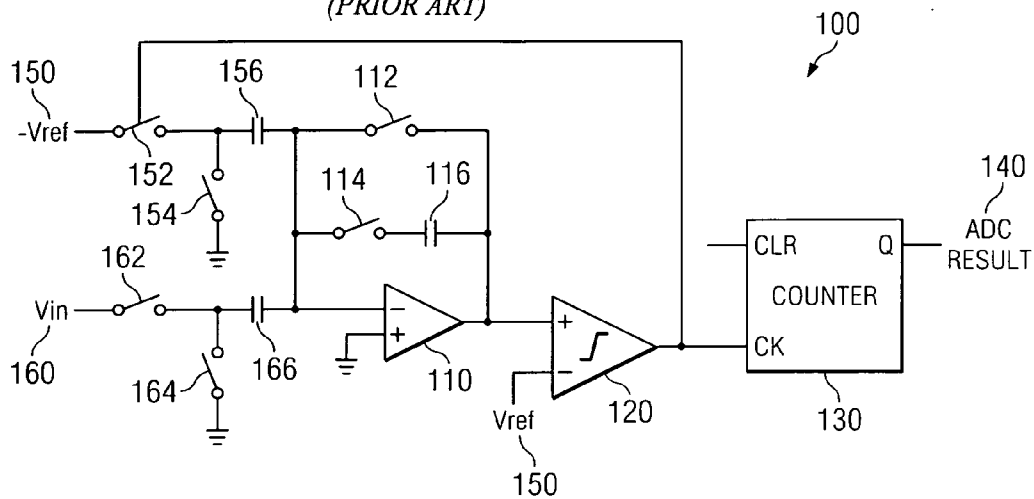 (PRIOR ART)
100
150
-Vref
156
112
152
154
114
116
140
ADC
RESULT
CLR
Q
COUNTER
CK
162
Vin
160
166
164
-
+
110
+
-
120
Vref
150
130